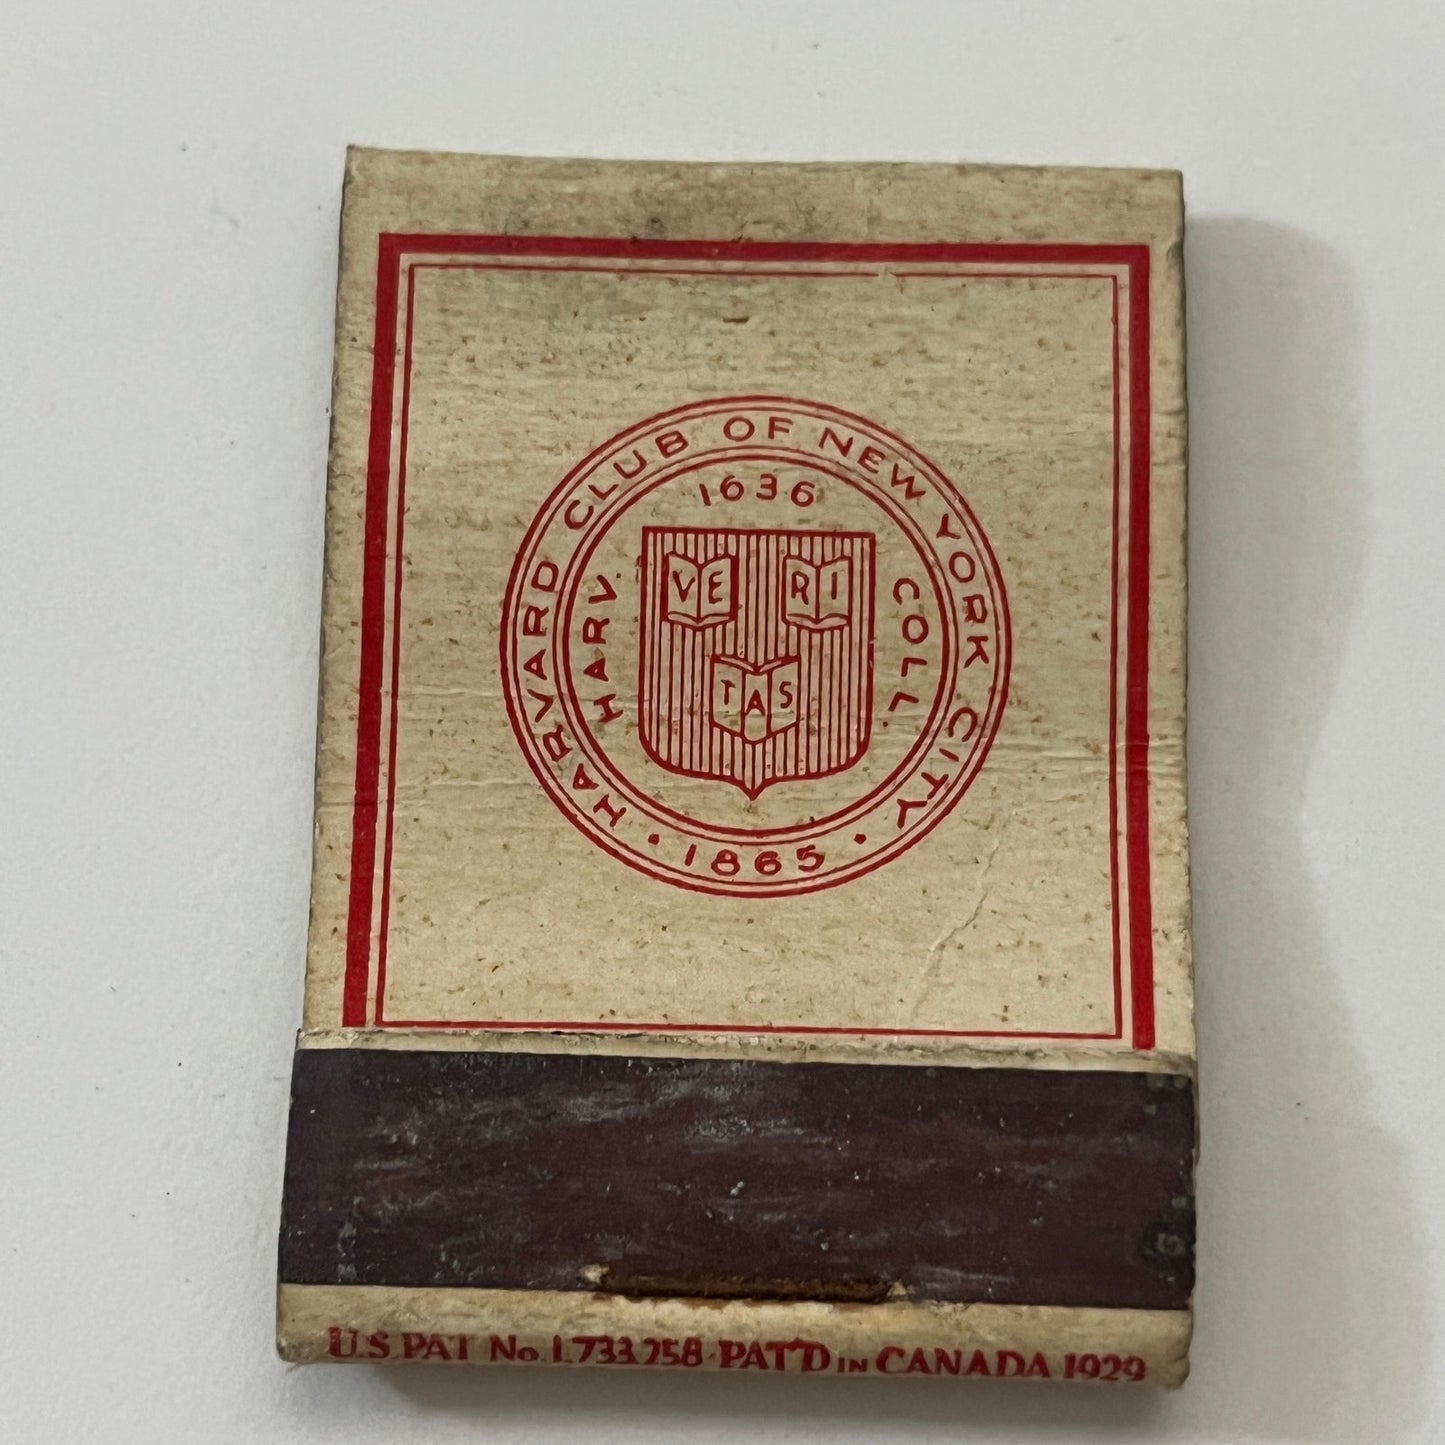 HARVARD CLUB OF NEW YORK CITY
1636
HARV. COLL.
VE RI
TAS
· 1865 ·
U.S. PAT. No. 1,733,258 · PAT'D IN CANADA 1929